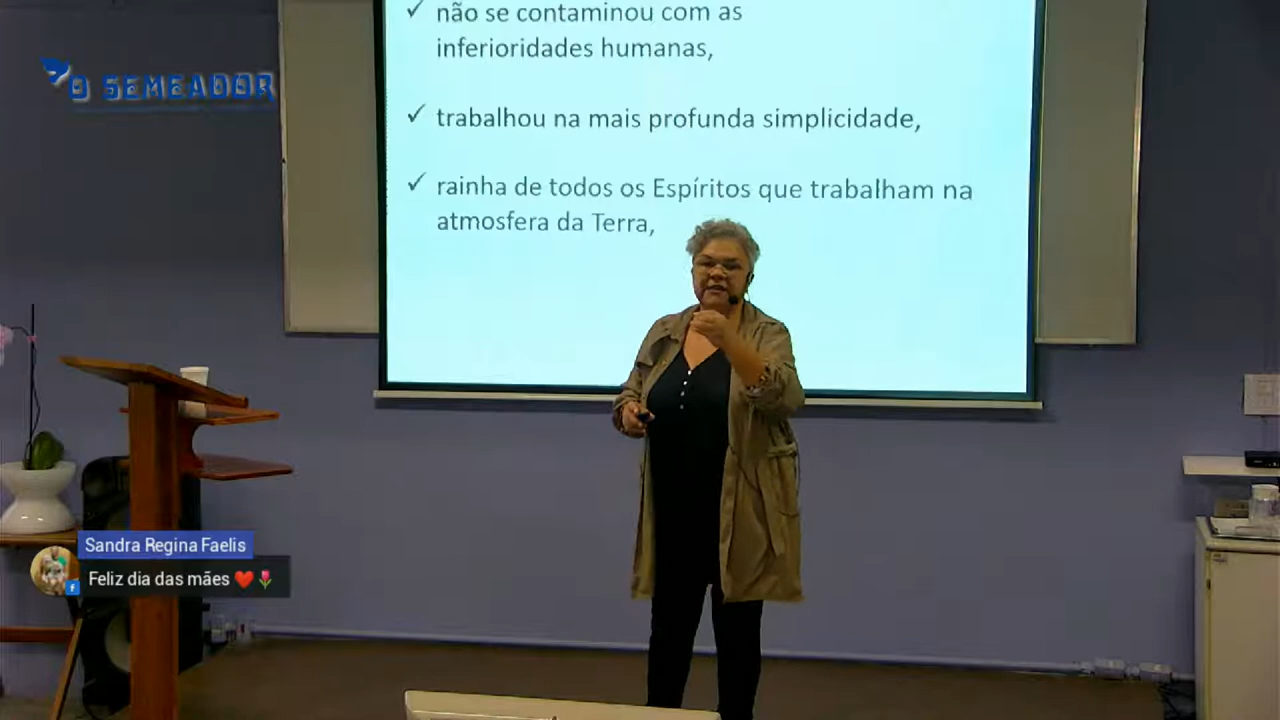 ✓ não se contaminou com as
inferioridades humanas,
O SEMEADOR
✓ trabalhou na mais profunda simplicidade,
✓ rainha de todos os Espíritos que trabalham na
atmosfera da Terra,
Sandra Regina Faelis
Feliz dia das mães ❤️🌷